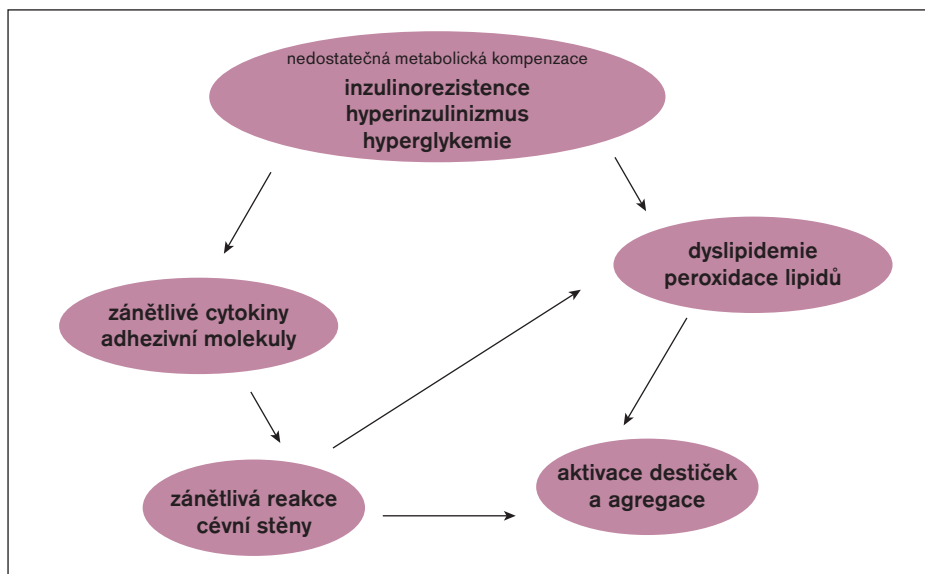 nedostatečná metabolická kompenzace
inzulinorezistence
hyperinzulinizmus
hyperglykemie
dyslipidemie
peroxidace lipidů
zánětlivé cytokiny
adhezivní molekuly
zánětlivá reakce
cévní stěny
aktivace destiček
a agregace